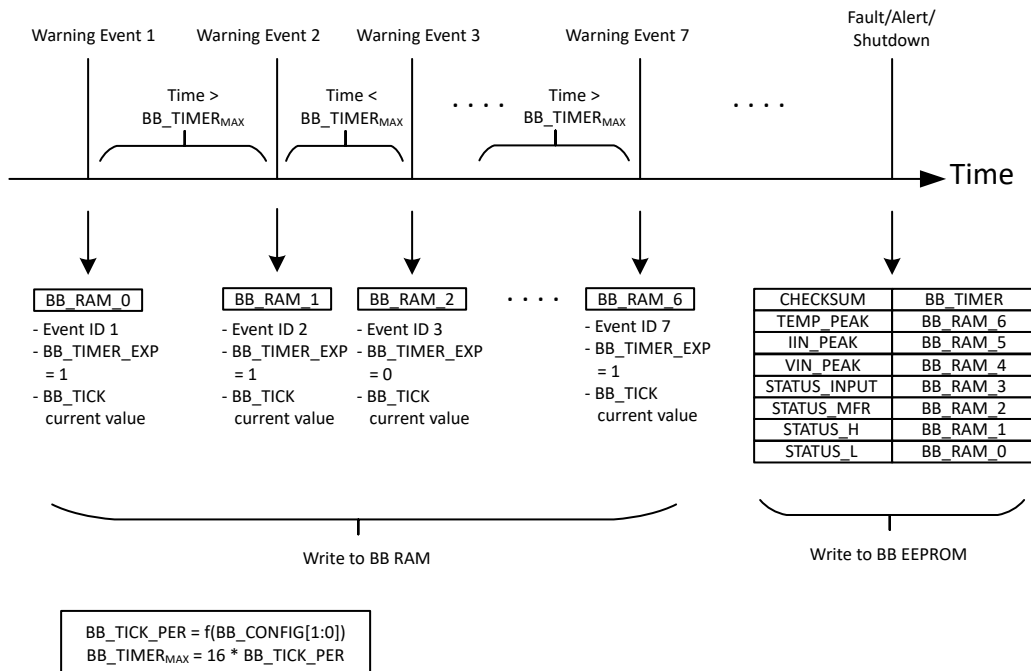 Warning Event 1
Warning Event 2
Warning Event 3
Warning Event 7
Fault/Alert/
Shutdown
Time >
BB_TIMERMAX
Time <
BB_TIMERMAX
. . . .
Time >
BB_TIMERMAX
. . . .
Time
BB_RAM_0
- Event ID 1
- BB_TIMER_EXP
= 1
- BB_TICK
current value
BB_RAM_1
- Event ID 2
- BB_TIMER_EXP
= 1
- BB_TICK
current value
BB_RAM_2
- Event ID 3
- BB_TIMER_EXP
= 0
- BB_TICK
current value
. . . .
BB_RAM_6
- Event ID 7
- BB_TIMER_EXP
= 1
- BB_TICK
current value
CHECKSUM BB_TIMER
TEMP_PEAK BB_RAM_6
IIN_PEAK BB_RAM_5
VIN_PEAK BB_RAM_4
STATUS_INPUT BB_RAM_3
STATUS_MFR BB_RAM_2
STATUS_H BB_RAM_1
STATUS_L BB_RAM_0
Write to BB RAM
Write to BB EEPROM
BB_TICK_PER = f(BB_CONFIG[1:0])
BB_TIMERMAX = 16 * BB_TICK_PER